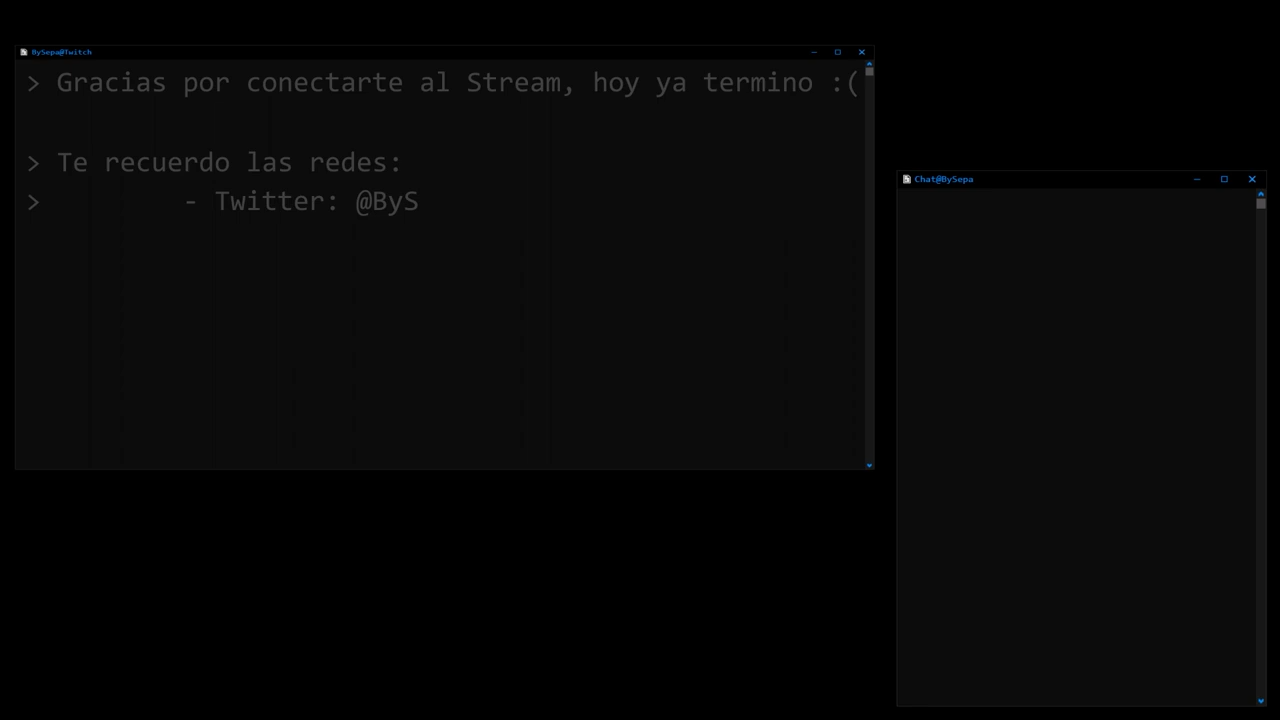 BySepa@Twitch
> Gracias por conectarte al Stream, hoy ya termino :(
> Te recuerdo las redes:
> - Twitter: @ByS
Chat@BySepa